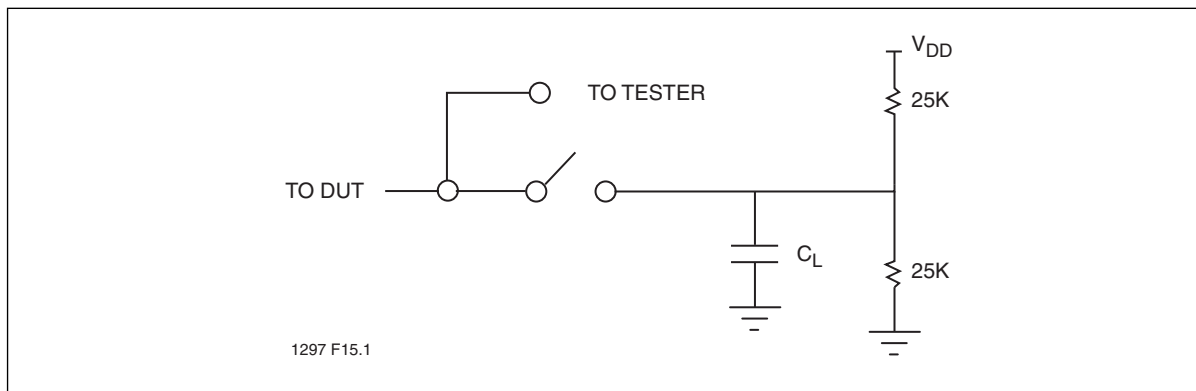 V_DD
25K
TO TESTER
TO DUT
C_L
25K
1297 F15.1